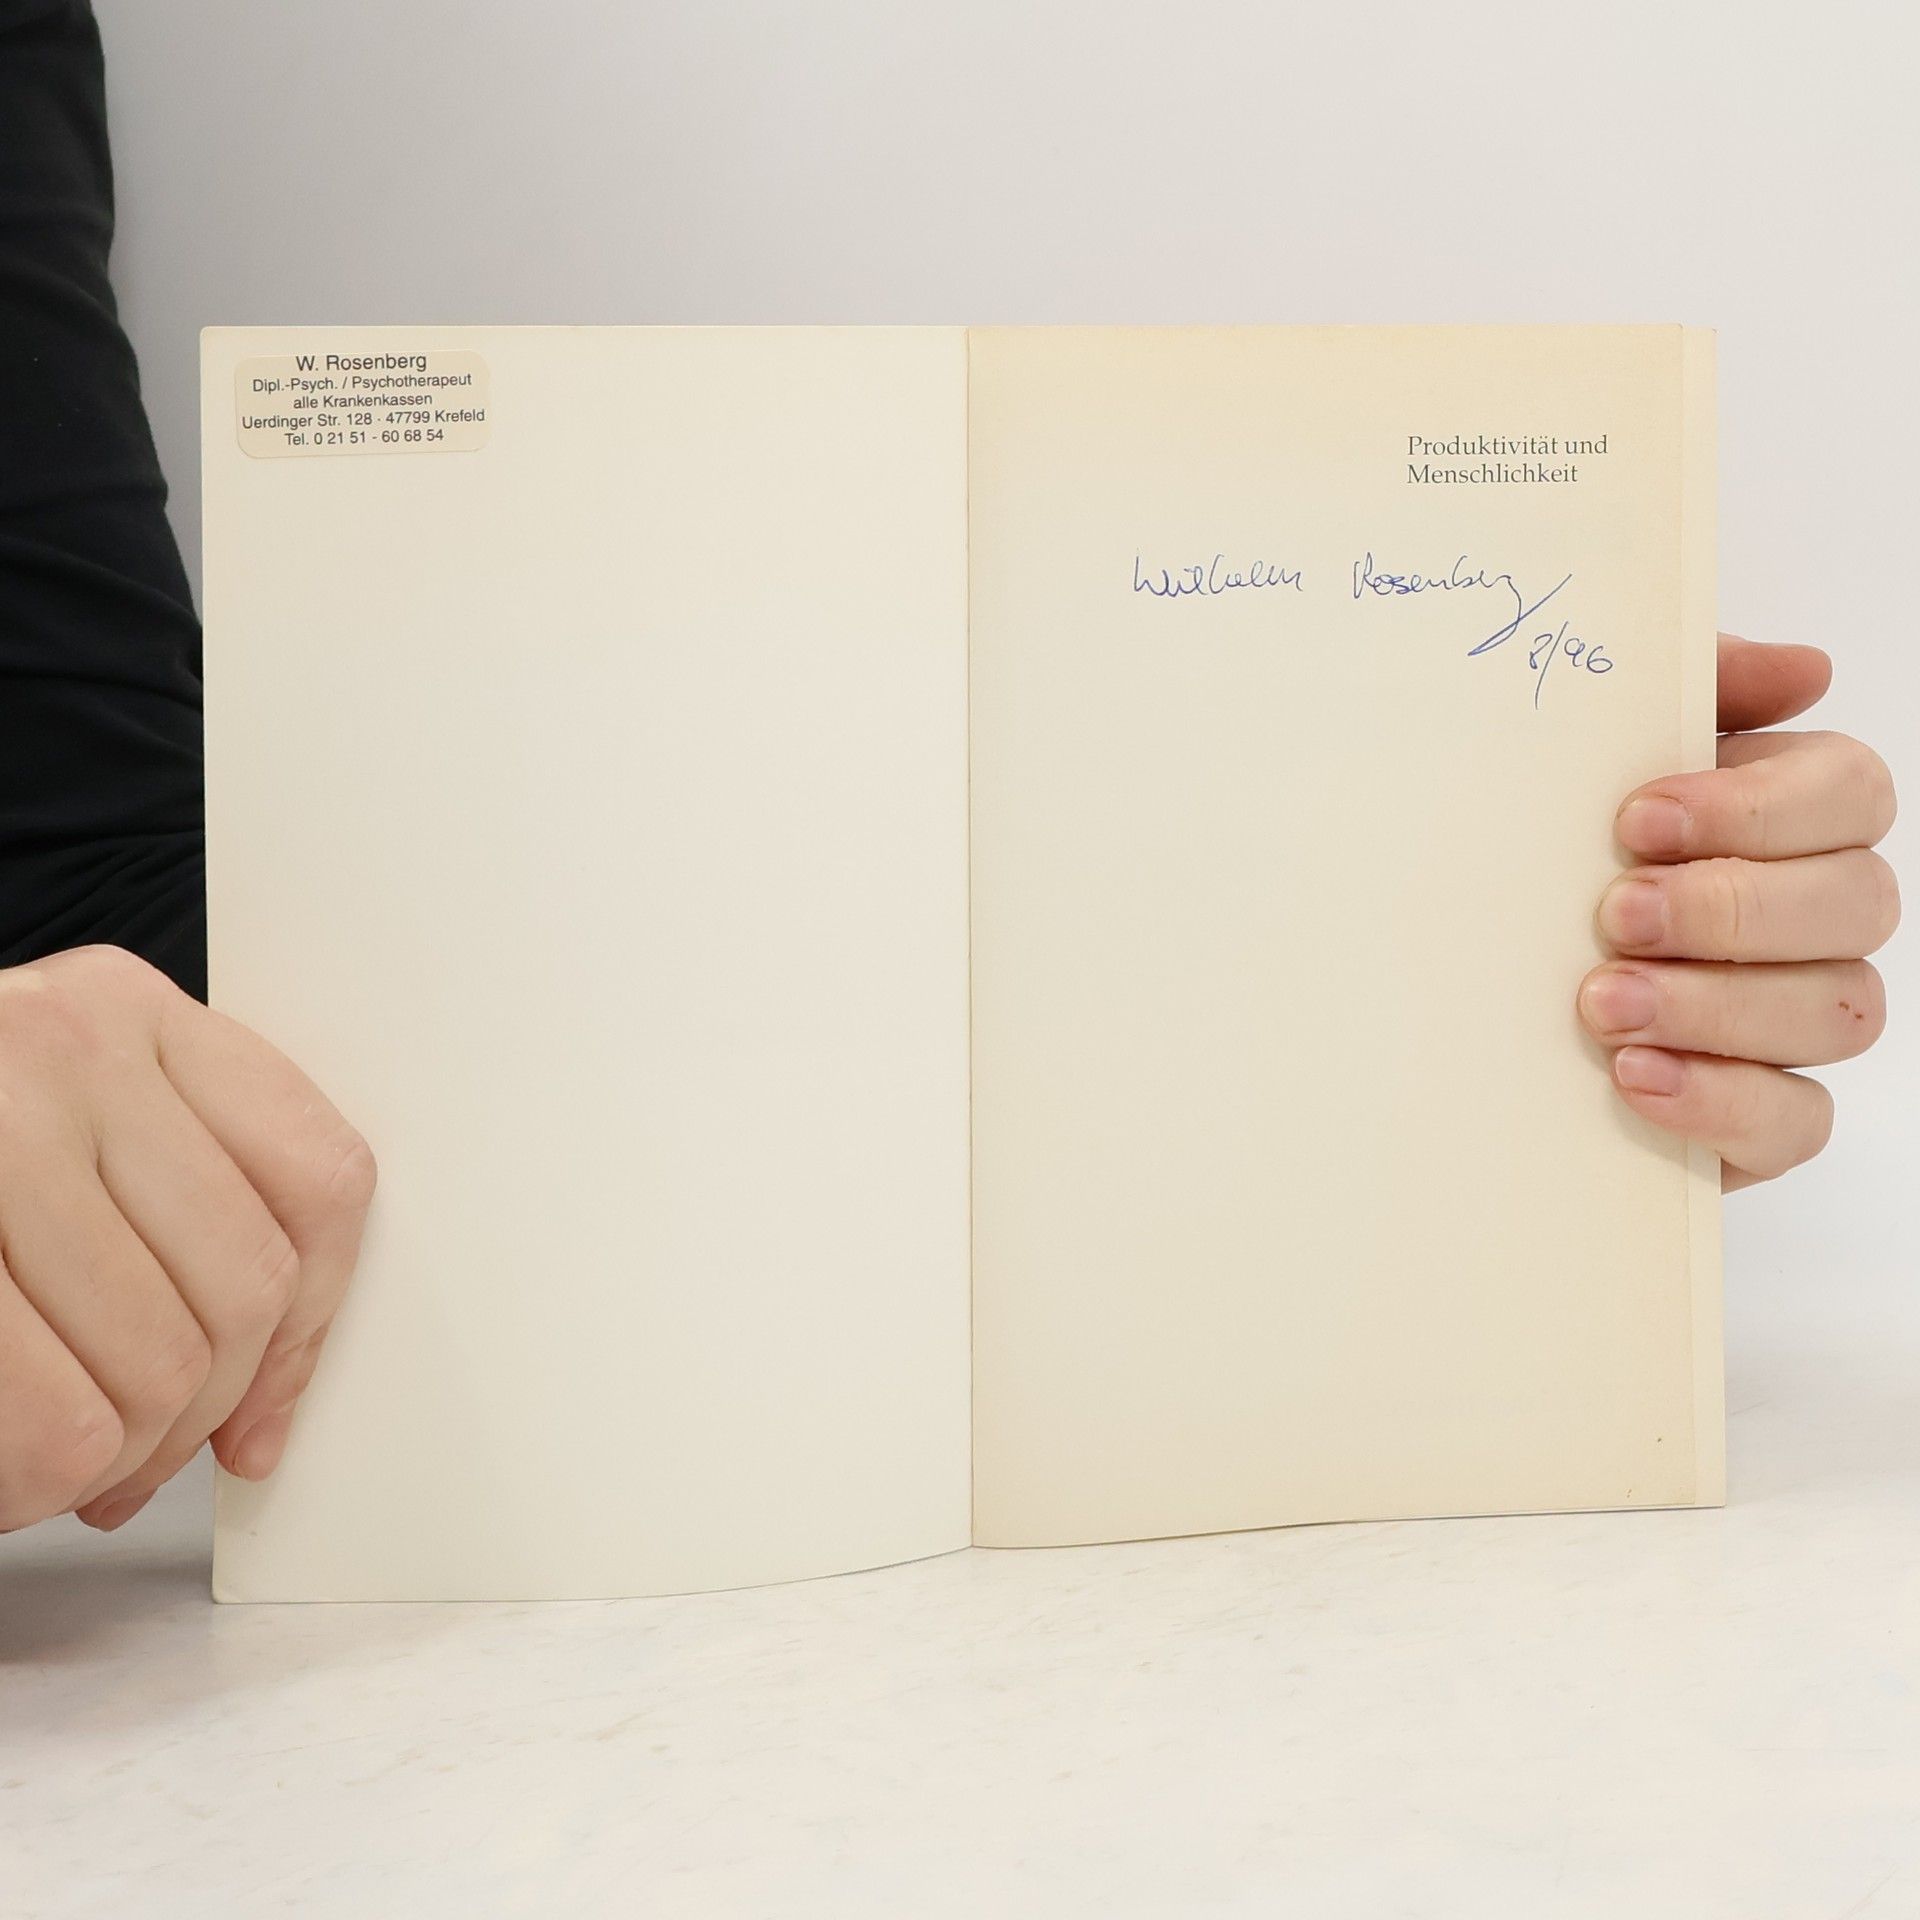 W. Rosenberg
Dipl.-Psych. / Psychotherapeut
alle Krankenkassen
Uerdinger Str. 128 · 47799 Krefeld
Tel. 0 21 51 - 60 68 54
Produktivität und
Menschlichkeit
Wilhelm Rosenberg
8/96